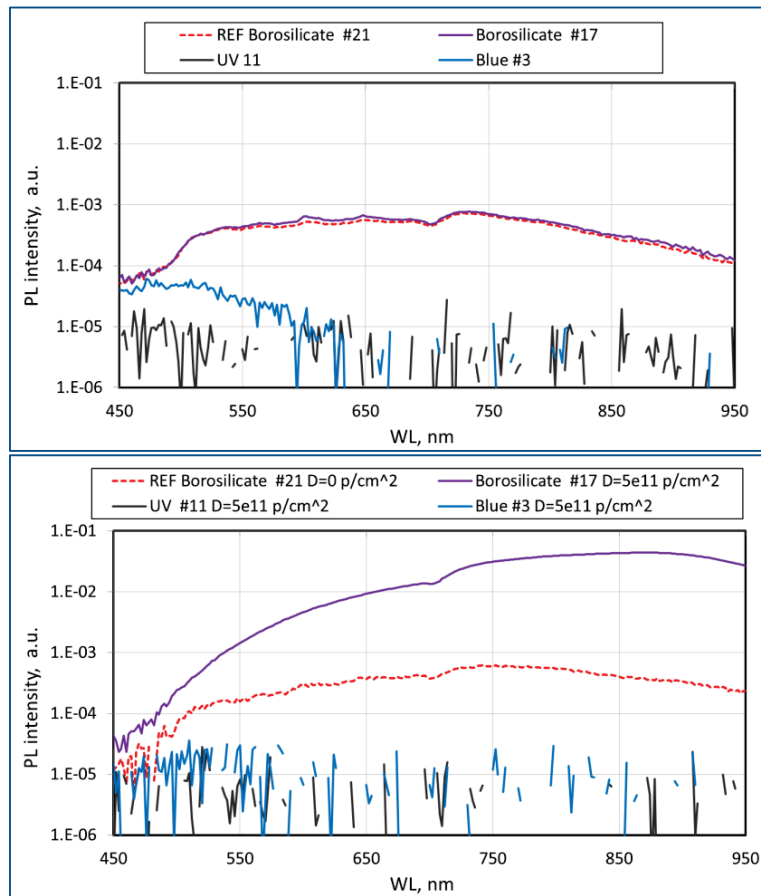 REF Borosilicate #21 Borosilicate #17
UV 11 Blue #3
1.E-01
1.E-02
1.E-03
1.E-04
1.E-05
1.E-06
PL intensity, a.u.
450 550 650 750 850 950
WL, nm
REF Borosilicate #21 D=0 p/cm^2 Borosilicate #17 D=5e11 p/cm^2
UV #11 D=5e11 p/cm^2 Blue #3 D=5e11 p/cm^2
1.E-01
1.E-02
1.E-03
1.E-04
1.E-05
1.E-06
PL intensity, a.u.
450 550 650 750 850 950
WL, nm